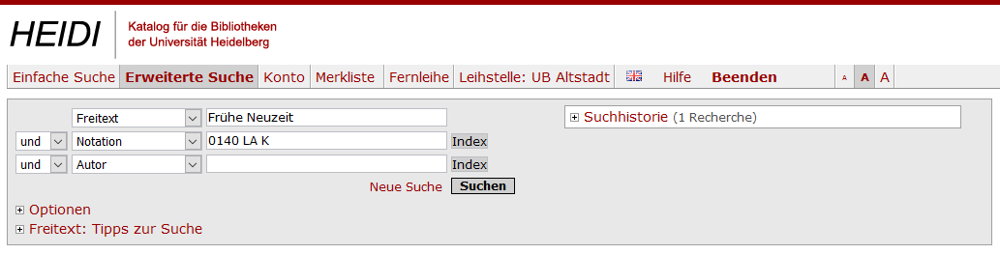 HEIDI
Katalog für die Bibliotheken
der Universität Heidelberg
Einfache Suche Erweiterte Suche Konto Merkliste Fernleihe Leihstelle: UB Altstadt Hilfe Beenden A A A
Freitext Frühe Neuzeit
Suchhistorie (1 Recherche)
und Notation 0140 LA K Index
und Autor Index
Neue Suche Suchen
Optionen
Freitext: Tipps zur Suche